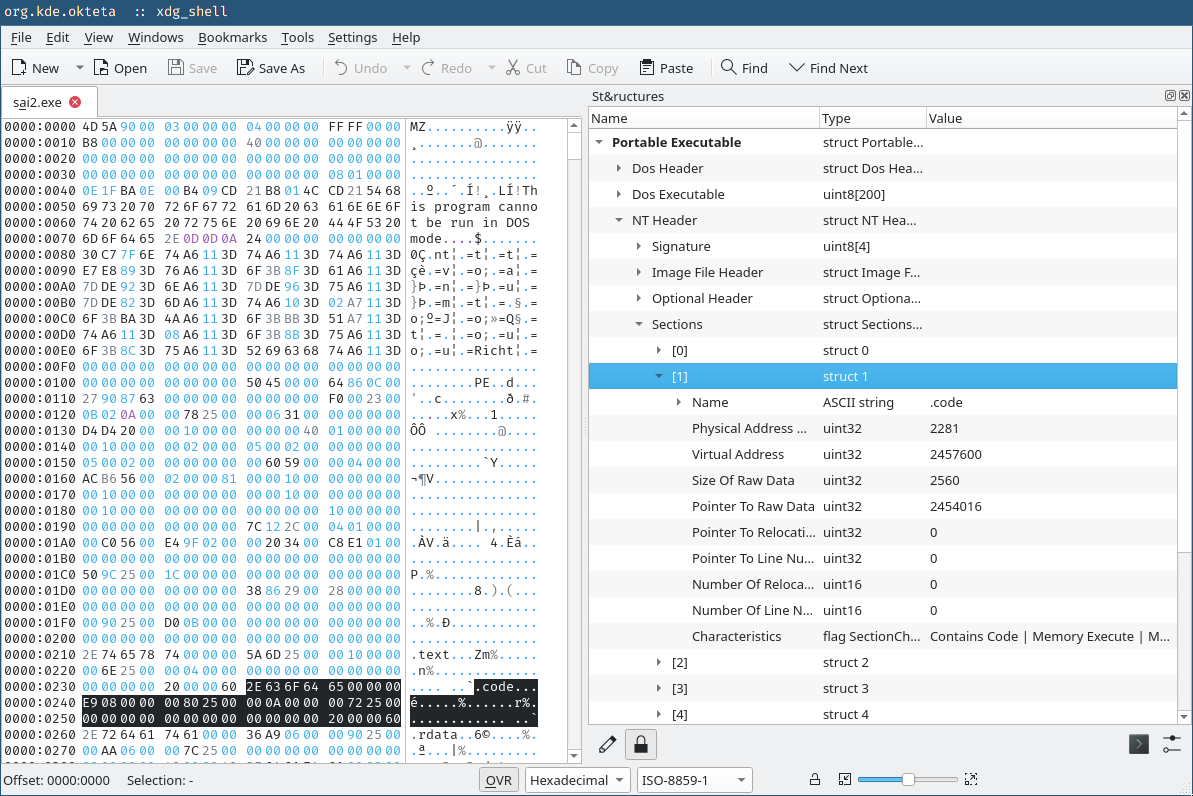 org.kde.okteta :: xdg_shell
File Edit View Windows Bookmarks Tools Settings Help
New Open Save Save As Undo Redo Cut Copy Paste Find Find Next
sai2.exe
St&ructures
Name Type Value
0000:0000 4D 5A 90 00 03 00 00 00 04 00 00 00 FF FF 00 00 MZ..........ÿÿ..
0000:0010 B8 00 00 00 00 00 00 00 40 00 00 00 00 00 00 00 ¸.......@.......
0000:0020 00 00 00 00 00 00 00 00 00 00 00 00 00 00 00 00 ................
0000:0030 00 00 00 00 00 00 00 00 00 00 00 00 08 01 00 00 ................
0000:0040 0E 1F BA 0E 00 B4 09 CD 21 B8 01 4C CD 21 54 68 ..º..´.Í!¸.LÍ!Th
0000:0050 69 73 20 70 72 6F 67 72 61 6D 20 63 61 6E 6E 6F is program canno
0000:0060 74 20 62 65 20 72 75 6E 20 69 6E 20 44 4F 53 20 t be run in DOS
0000:0070 6D 6F 64 65 2E 0D 0D 0A 24 00 00 00 00 00 00 00 mode....$.......
0000:0080 30 C7 7F 6E 74 A6 11 3D 74 A6 11 3D 74 A6 11 3D 0Ç.nt¦.=t¦.=t¦.=
0000:0090 E7 E8 89 3D 76 A6 11 3D 6F 3B 8F 3D 61 A6 11 3D çè.=v¦.=o;.=a¦.=
0000:00A0 7D DE 92 3D 6E A6 11 3D 7D DE 96 3D 75 A6 11 3D }Þ.=n¦.=}Þ.=u¦.=
0000:00B0 7D DE 82 3D 6D A6 11 3D 74 A6 10 3D 02 A7 11 3D }Þ.=m¦.=t¦.=.§.=
0000:00C0 6F 3B BA 3D 4A A6 11 3D 6F 3B BB 3D 51 A7 11 3D o;º=J¦.=o;»=Q§.=
0000:00D0 74 A6 11 3D 08 A6 11 3D 6F 3B 8B 3D 75 A6 11 3D t¦.=.¦.=o;.=u¦.=
0000:00E0 6F 3B 8C 3D 75 A6 11 3D 52 69 63 68 74 A6 11 3D o;.=u¦.=Richt¦.=
0000:00F0 00 00 00 00 00 00 00 00 00 00 00 00 00 00 00 00 ................
0000:0100 00 00 00 00 00 00 00 00 50 45 00 00 64 86 0C 00 ........PE..d...
0000:0110 27 90 87 63 00 00 00 00 00 00 00 00 F0 00 23 00 '..c........ð.#.
0000:0120 0B 02 0A 00 00 78 25 00 00 06 31 00 00 00 00 00 .....x%...1.....
0000:0130 D4 D4 20 00 00 10 00 00 00 00 00 40 01 00 00 00 ÔÔ ........@....
0000:0140 00 10 00 00 00 02 00 00 05 00 02 00 00 00 00 00 ................
0000:0150 05 00 02 00 00 00 00 00 00 60 59 00 00 04 00 00 .........`Y.....
0000:0160 AC B6 56 00 02 00 00 81 00 00 10 00 00 00 00 00 ¬¶V.............
0000:0170 00 10 00 00 00 00 00 00 00 00 10 00 00 00 00 00 ................
0000:0180 00 10 00 00 00 00 00 00 00 00 00 00 10 00 00 00 ................
0000:0190 00 00 00 00 00 00 00 00 7C 12 2C 00 04 01 00 00 ........|.,.....
0000:01A0 00 C0 56 00 E4 9F 02 00 00 20 34 00 C8 E1 01 00 .ÀV.ä.... 4.Èá..
0000:01B0 00 00 00 00 00 00 00 00 00 00 00 00 00 00 00 00 ................
0000:01C0 50 9C 25 00 1C 00 00 00 00 00 00 00 00 00 00 00 P.%.............
0000:01D0 00 00 00 00 00 00 00 00 38 86 29 00 28 00 00 00 ........8.).(...
0000:01E0 00 00 00 00 00 00 00 00 00 00 00 00 00 00 00 00 ................
0000:01F0 00 90 25 00 D0 0B 00 00 00 00 00 00 00 00 00 00 ..%.Ð...........
0000:0200 00 00 00 00 00 00 00 00 00 00 00 00 00 00 00 00 ................
0000:0210 2E 74 65 78 74 00 00 00 5A 6D 25 00 00 10 00 00 .text...Zm%.....
0000:0220 00 6E 25 00 00 04 00 00 00 00 00 00 00 00 00 00 .n%.............
0000:0230 00 00 00 00 20 00 00 60 2E 63 6F 64 65 00 00 00 .... ..`.code...
0000:0240 E9 08 00 00 00 80 25 00 00 0A 00 00 00 72 25 00 é.....%......r%.
0000:0250 00 00 00 00 00 00 00 00 00 00 00 00 20 00 00 60 ............ ..`
0000:0260 2E 72 64 61 74 61 00 00 36 A9 06 00 00 90 25 00 .rdata..6©....%.
0000:0270 00 AA 06 00 00 7C 25 00 00 00 00 00 00 00 00 00 .ª...|%.........
Portable Executable struct Portable...
Dos Header struct Dos Hea...
Dos Executable uint8[200]
NT Header struct NT Hea...
Signature uint8[4]
Image File Header struct Image F...
Optional Header struct Optiona...
Sections struct Sections...
[0] struct 0
[1] struct 1
Name ASCII string .code
Physical Address ... uint32 2281
Virtual Address uint32 2457600
Size Of Raw Data uint32 2560
Pointer To Raw Data uint32 2454016
Pointer To Relocati... uint32 0
Pointer To Line Nu... uint32 0
Number Of Reloca... uint16 0
Number Of Line N... uint16 0
Characteristics flag SectionCh... Contains Code | Memory Execute | M...
[2] struct 2
[3] struct 3
[4] struct 4
Offset: 0000:0000 Selection: - OVR Hexadecimal ISO-8859-1